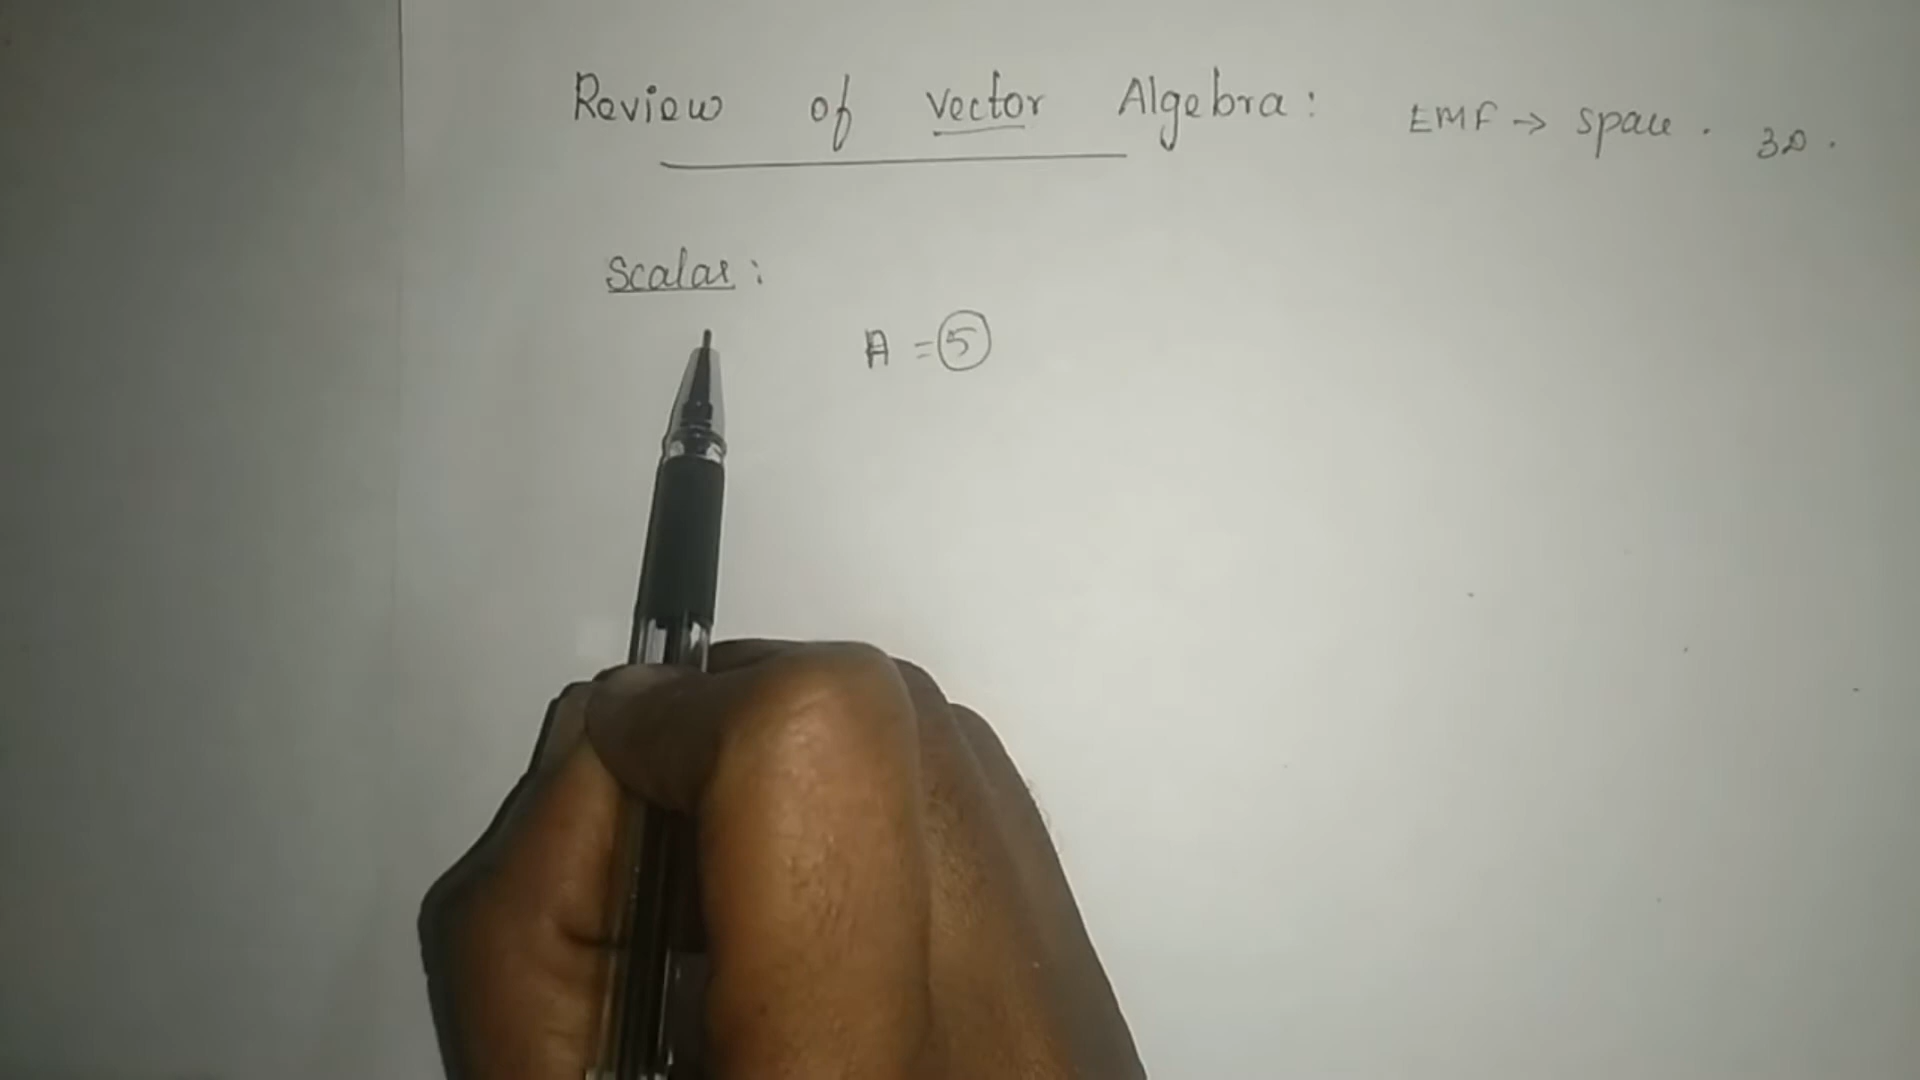 Review of vector Algebra: EMF → space. 3D.
Scalar:
A = 5